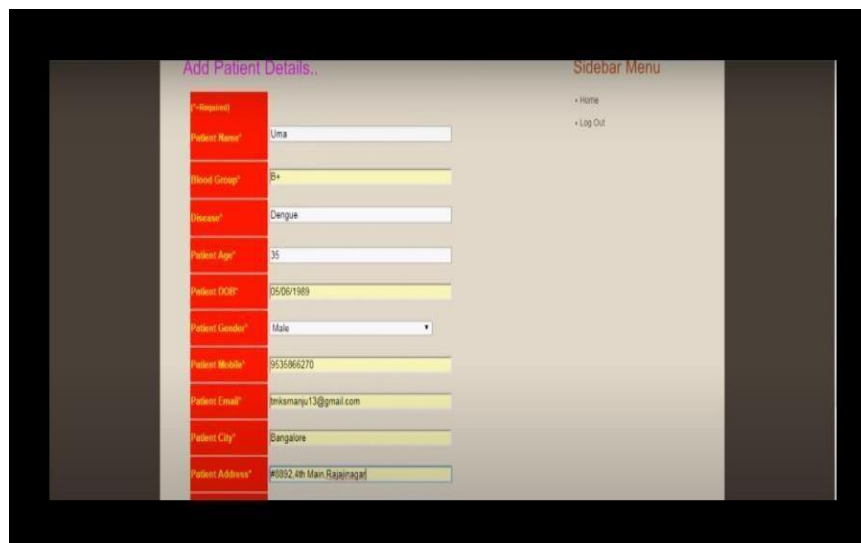 Add Patient Details..
Sidebar Menu
(*=Required)
• Home
• Log Out
Patient Name* Uma
Blood Group* B+
Disease* Dengue
Patient Age* 35
Patient DOB* 05/06/1989
Patient Gender* Male
Patient Mobile* 9535866270
Patient Email* tmksmanju13@gmail.com
Patient City* Bangalore
Patient Address* #8892,4th Main,Rajajinagar